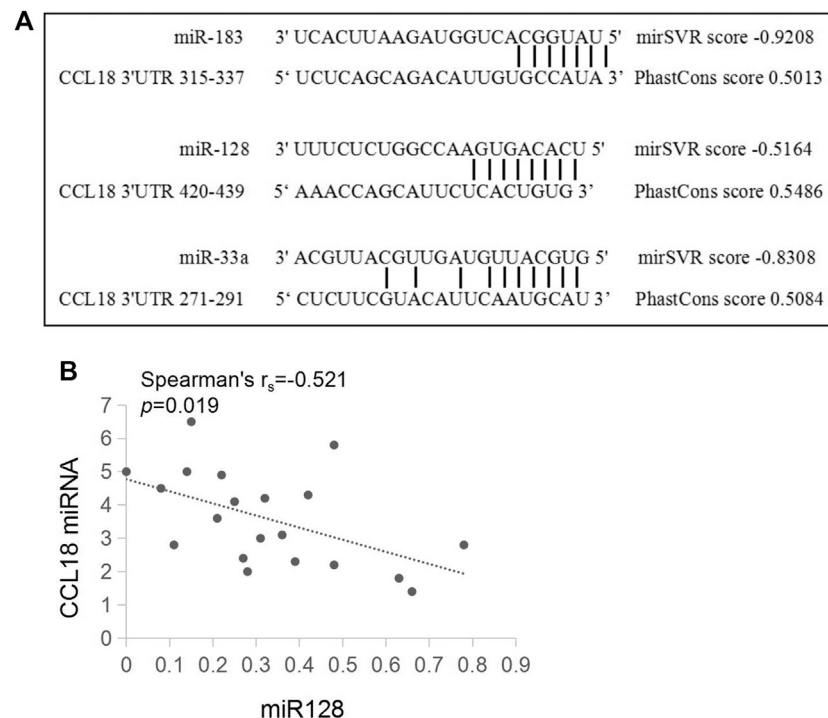 A
miR-183 3' UCACUUAAGAUGGUCACGGUAU 5' mirSVR score -0.9208
CCL18 3'UTR 315-337 5‘ UCUCAGCAGACAUUGUGCCAUA 3’ PhastCons score 0.5013
miR-128 3' UUUCUCUGGCCAAGUGACACU 5' mirSVR score -0.5164
CCL18 3'UTR 420-439 5‘ AAACCAGCAUUCUCACUGUG 3’ PhastCons score 0.5486
miR-33a 3' ACGUUACGUUGAUGUUACGUG 5' mirSVR score -0.8308
CCL18 3'UTR 271-291 5‘ CUCUUCGUACAUUCAAUGCAU 3’ PhastCons score 0.5084
B
Spearman's rs=-0.521
p=0.019
7
6
5
4
3
2
1
0
CCL18 miRNA
0 0.1 0.2 0.3 0.4 0.5 0.6 0.7 0.8 0.9
miR128